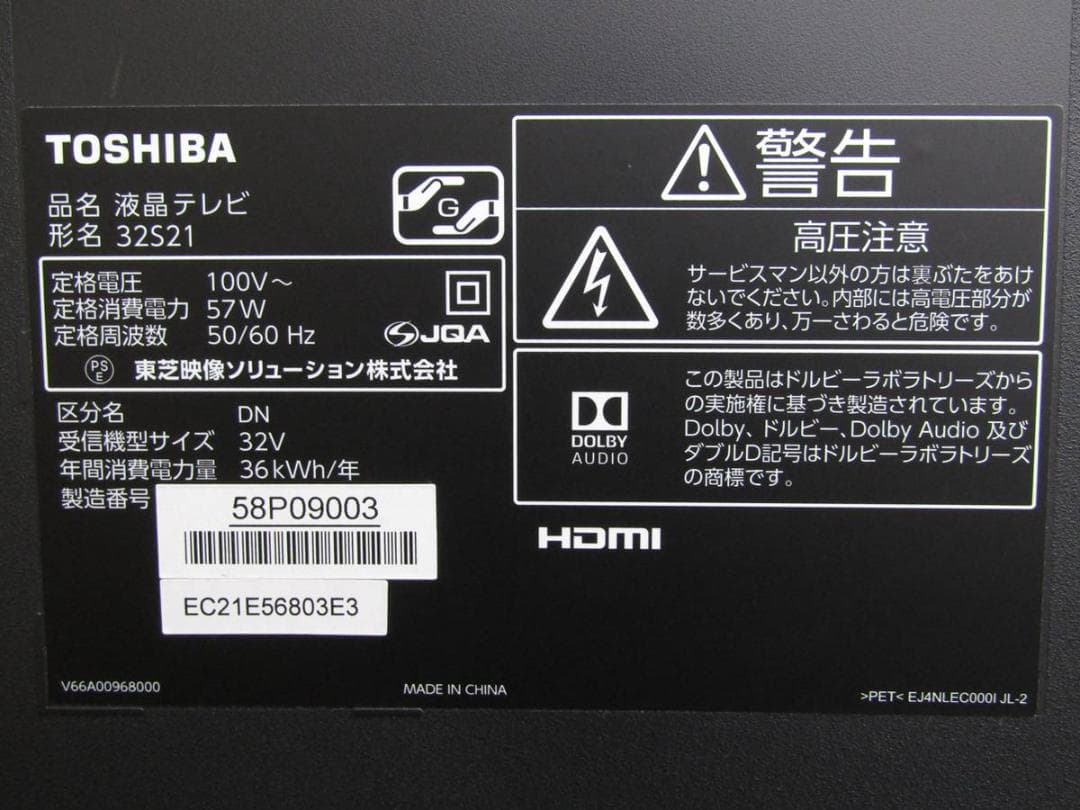 TOSHIBA
品名 液晶テレビ
形名 32S21
G
定格電圧 100V～
定格消費電力 57W
定格周波数 50/60 Hz
JQA
PS
E
東芝映像ソリューション株式会社
区分名 DN
受信機型サイズ 32V
年間消費電力量 36kWh/年
製造番号
58P09003
EC21E56803E3
V66A00968000
MADE IN CHINA
警告
高圧注意
サービスマン以外の方は裏ぶたをあけ
ないでください。内部には高電圧部分が
数多くあり、万一さわると危険です。
DOLBY
AUDIO
この製品はドルビーラボラトリーズから
の実施権に基づき製造されています。
Dolby、ドルビー、Dolby Audio 及び
ダブルD記号はドルビーラボラトリーズ
の商標です。
HDMI
>PET< EJ4NLEC000I JL-2